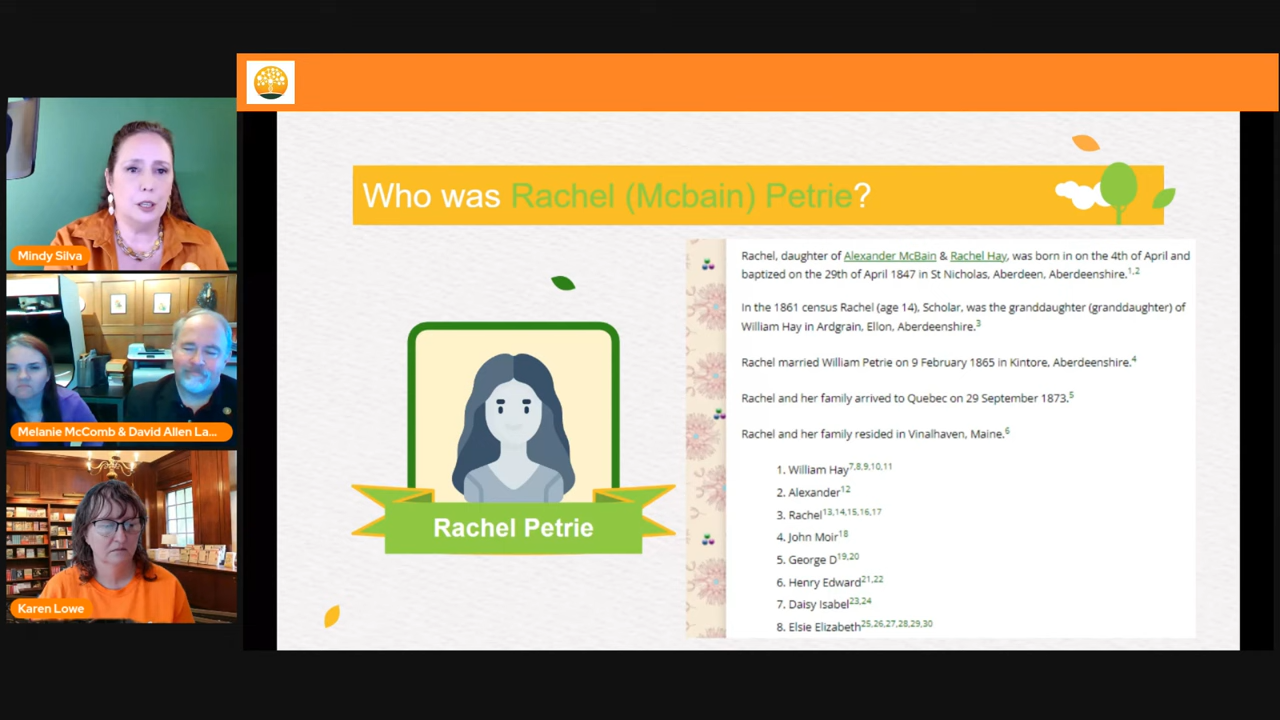 Who was Rachel (Mcbain) Petrie?
Mindy Silva
Melanie McComb & David Allen La...
Karen Lowe
Rachel Petrie
Rachel, daughter of Alexander McBain & Rachel Hay, was born in on the 4th of April and
baptized on the 29th of April 1847 in St Nicholas, Aberdeen, Aberdeenshire.1,2
In the 1861 census Rachel (age 14), Scholar, was the granddaughter (granddaughter) of
William Hay in Ardgrain, Ellon, Aberdeenshire.3
Rachel married William Petrie on 9 February 1865 in Kintore, Aberdeenshire.4
Rachel and her family arrived to Quebec on 29 September 1873.5
Rachel and her family resided in Vinalhaven, Maine.6
1. William Hay7,8,9,10,11
2. Alexander12
3. Rachel13,14,15,16,17
4. John Moir18
5. George D19,20
6. Henry Edward21,22
7. Daisy Isabel23,24
8. Elsie Elizabeth25,26,27,28,29,30